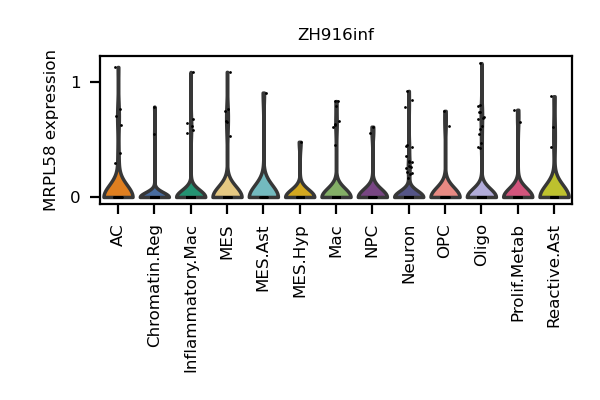 ZH916inf
MRPL58 expression
1
0
AC
Chromatin.Reg
Inflammatory.Mac
MES
MES.Ast
MES.Hyp
Mac
NPC
Neuron
OPC
Oligo
Prolif.Metab
Reactive.Ast